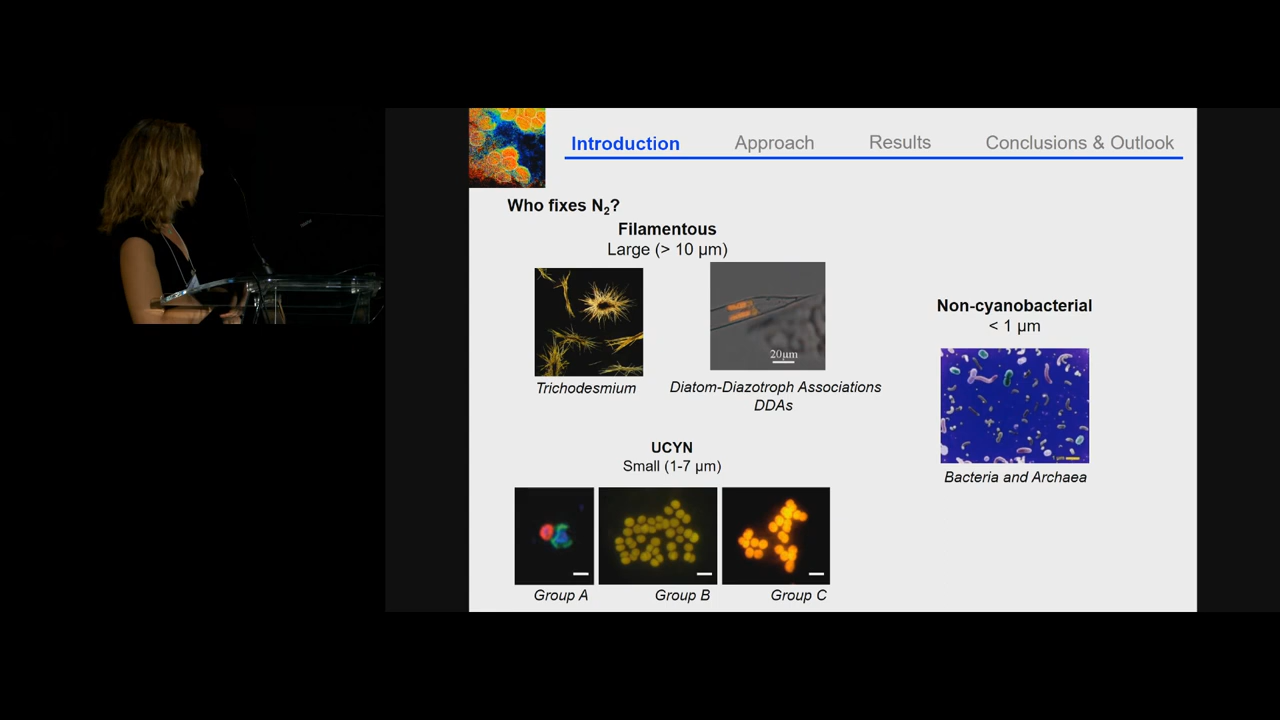 Introduction
Approach
Results
Conclusions & Outlook
Who fixes N₂?
Filamentous
Large (> 10 µm)
20µm
Trichodesmium
Diatom-Diazotroph Associations
DDAs
Non-cyanobacterial
< 1 µm
Bacteria and Archaea
UCYN
Small (1-7 µm)
Group A
Group B
Group C